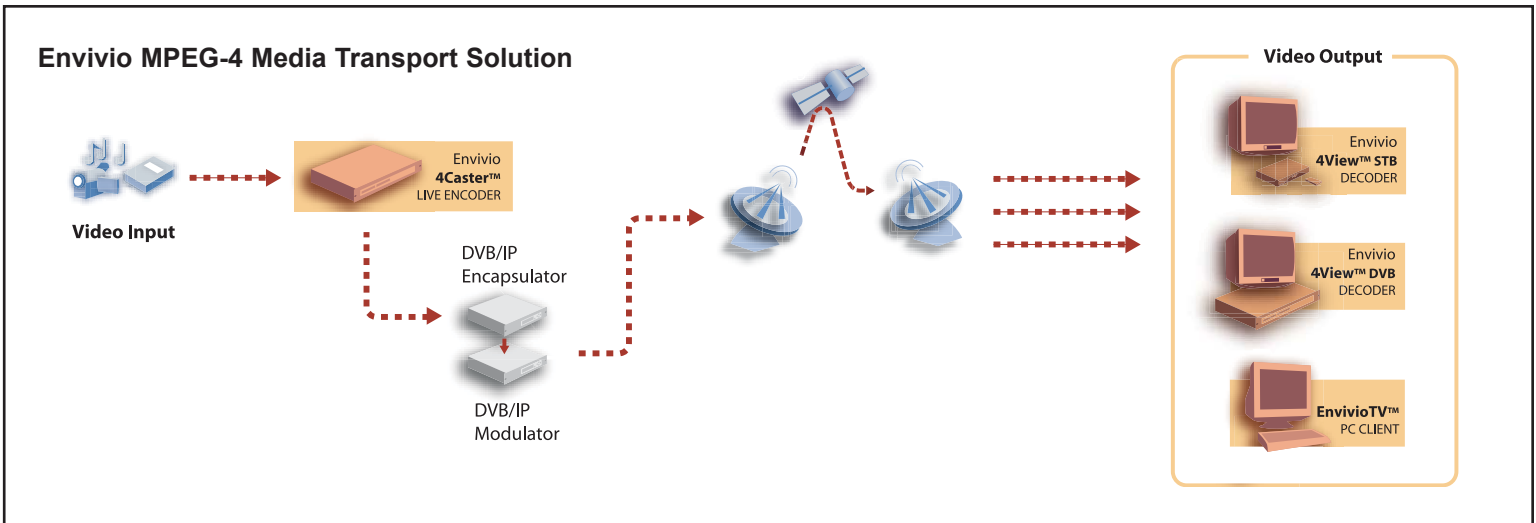 Envivio MPEG-4 Media Transport Solution
Video Input
Envivio
4Caster™
LIVE ENCODER
DVB/IP
Encapsulator
DVB/IP
Modulator
Video Output
Envivio
4View™ STB
DECODER
Envivio
4View™ DVB
DECODER
EnvivioTV™
PC CLIENT